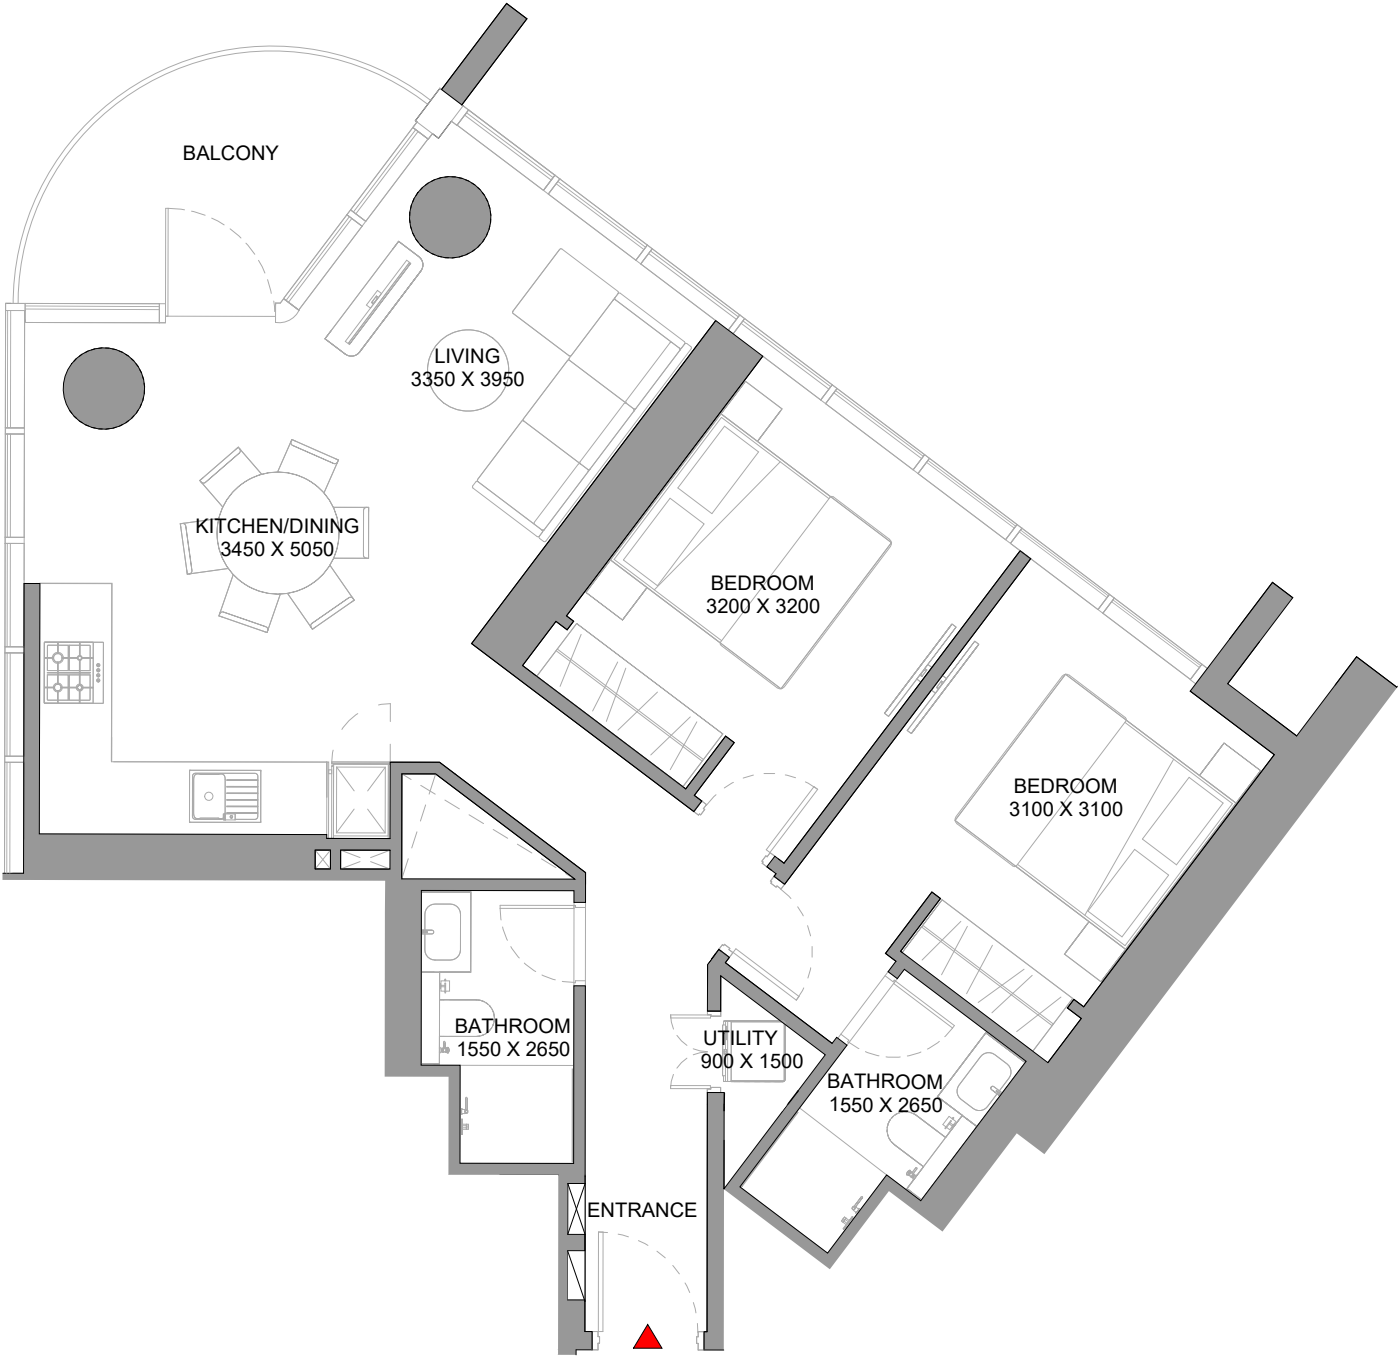 BALCONY
LIVING
3350 X 3950
KITCHEN/DINING
3450 X 5050
BEDROOM
3200 X 3200
BEDROOM
3100 X 3100
BATHROOM
1550 X 2650
UTILITY
900 X 1500
BATHROOM
1550 X 2650
ENTRANCE